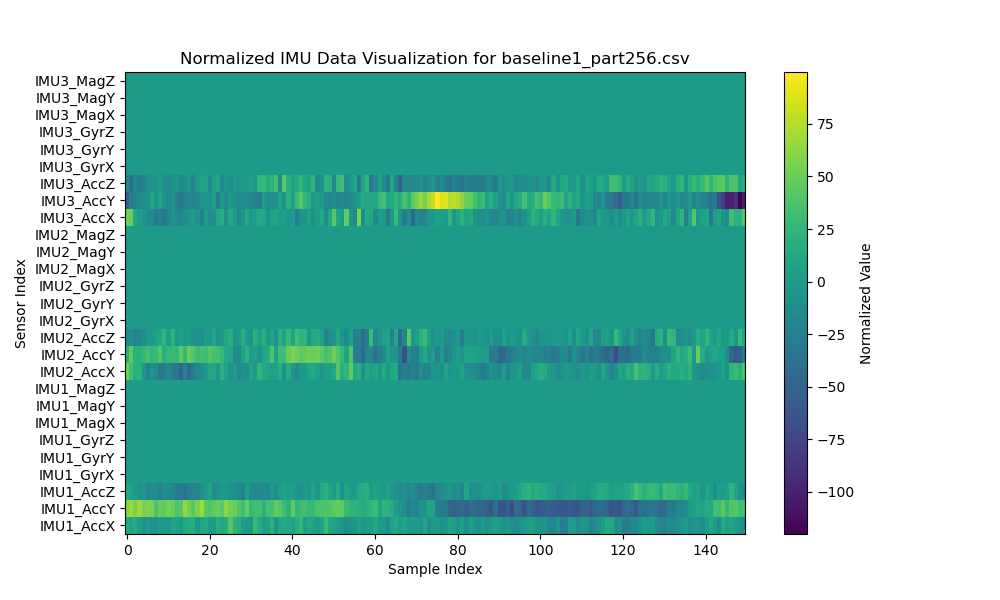 Normalized IMU Data Visualization for baseline1_part256.csv
IMU3_MagZ
IMU3_MagY
IMU3_MagX
IMU3_GyrZ
IMU3_GyrY
IMU3_GyrX
IMU3_AccZ
IMU3_AccY
IMU3_AccX
IMU2_MagZ
IMU2_MagY
IMU2_MagX
IMU2_GyrZ
IMU2_GyrY
IMU2_GyrX
IMU2_AccZ
IMU2_AccY
IMU2_AccX
IMU1_MagZ
IMU1_MagY
IMU1_MagX
IMU1_GyrZ
IMU1_GyrY
IMU1_GyrX
IMU1_AccZ
IMU1_AccY
IMU1_AccX
Sensor Index
0 20 40 60 80 100 120 140
Sample Index
75
50
25
0
−25
−50
−75
−100
Normalized Value